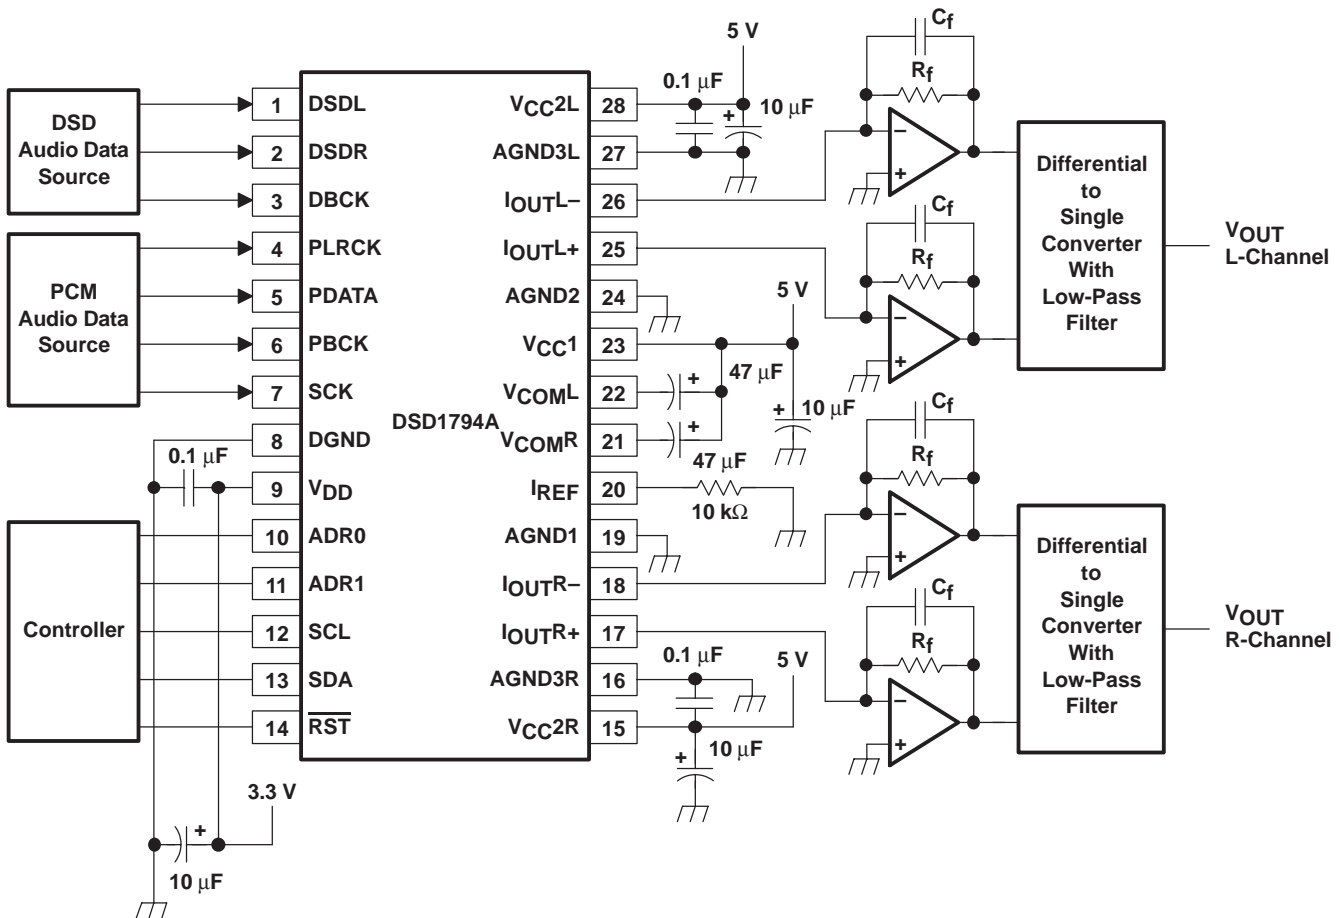 DSD
Audio Data
Source
PCM
Audio Data
Source
Controller
1 DSDL
2 DSDR
3 DBCK
4 PLRCK
5 PDATA
6 PBCK
7 SCK
8 DGND
9 VDD
10 ADR0
11 ADR1
12 SCL
13 SDA
14 RST
0.1 µF
3.3 V
+
10 µF
DSD1794A
VCC2L 28
AGND3L 27
IOUTL– 26
IOUTL+ 25
AGND2 24
VCC1 23
VCOML 22
VCOMR 21
IREF 20
AGND1 19
IOUTR– 18
IOUTR+ 17
AGND3R 16
VCC2R 15
5 V
0.1 µF
+ 10 µF
5 V
47 µF
+
+
+ 10 µF
47 µF
10 kΩ
0.1 µF
5 V
10 µF
+
Cf
Rf
–
+
Cf
Rf
–
+
Cf
Rf
–
+
Cf
Rf
–
+
Differential
to
Single
Converter
With
Low-Pass
Filter
VOUT
L-Channel
Differential
to
Single
Converter
With
Low-Pass
Filter
VOUT
R-Channel